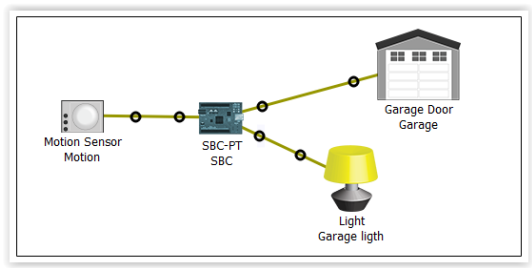 Garage Door
Garage
Motion Sensor
Motion
SBC-PT
SBC
Light
Garage ligth